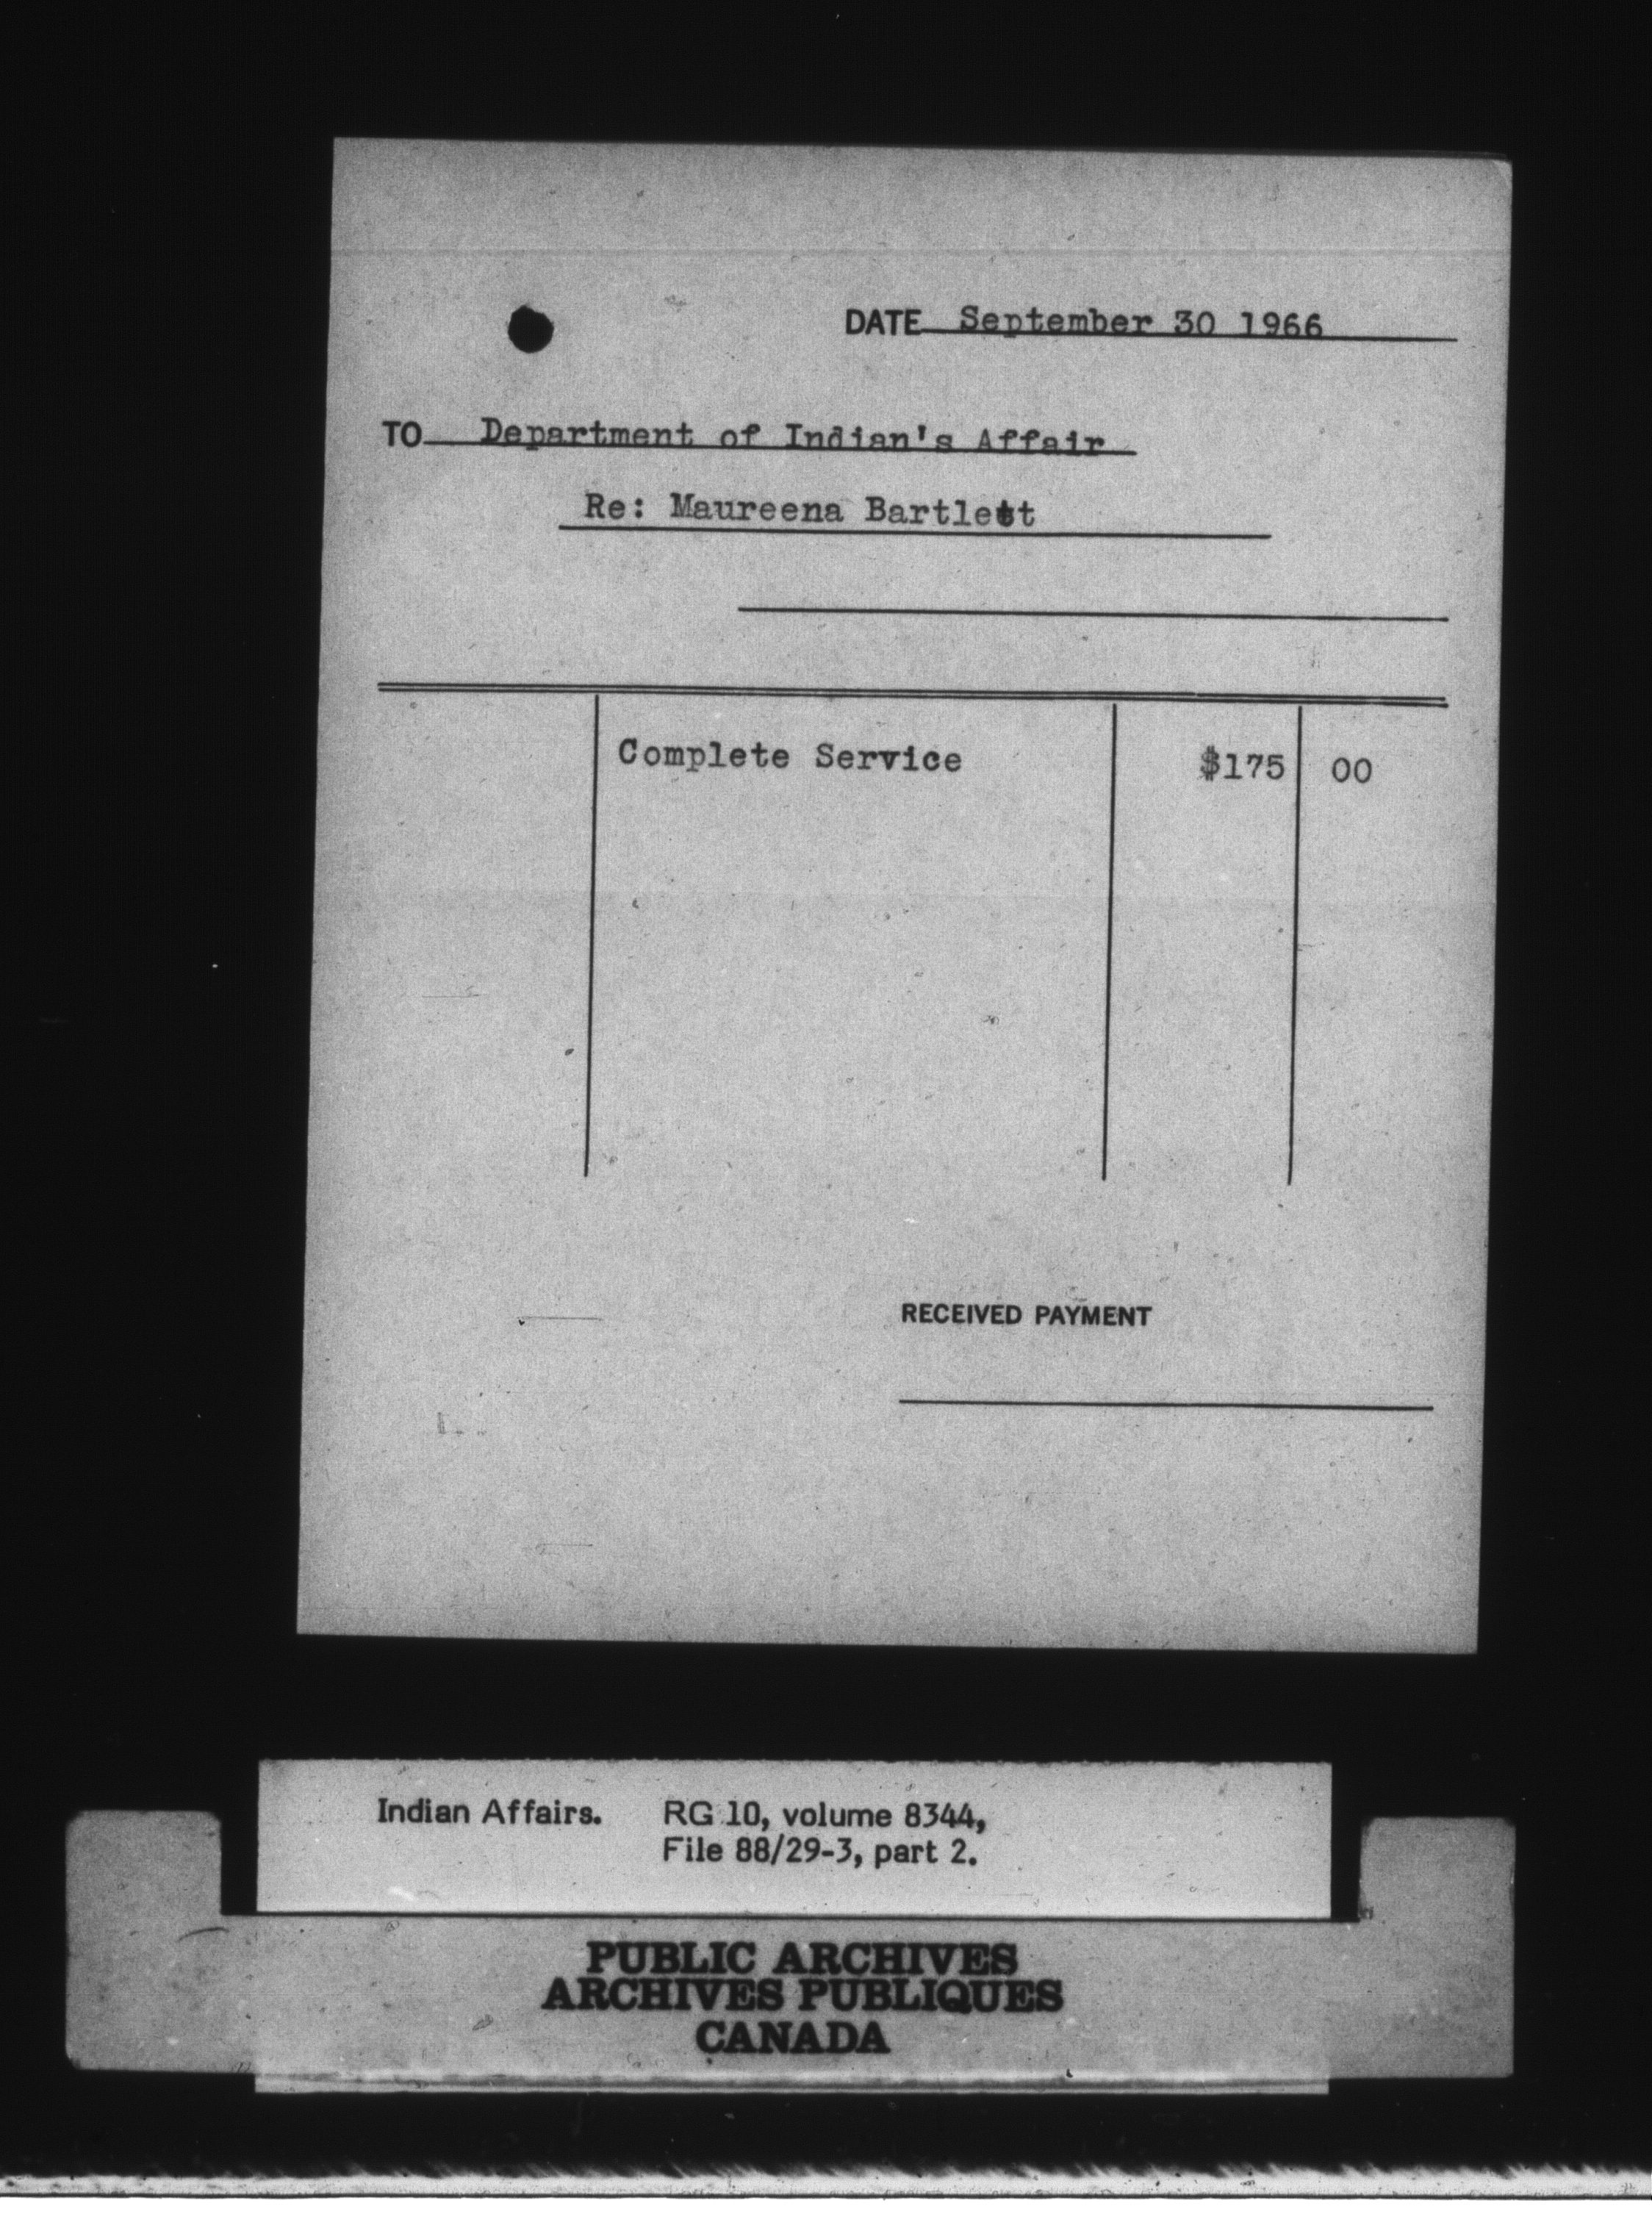 DATE September 30 1966
TO Department of Indian's Affair
Re: Maureena Bartlett
Complete Service $175 00
RECEIVED PAYMENT
Indian Affairs. RG 10, volume 8344,
File 88/29-3, part 2.
PUBLIC ARCHIVES
ARCHIVES PUBLIQUES
CANADA